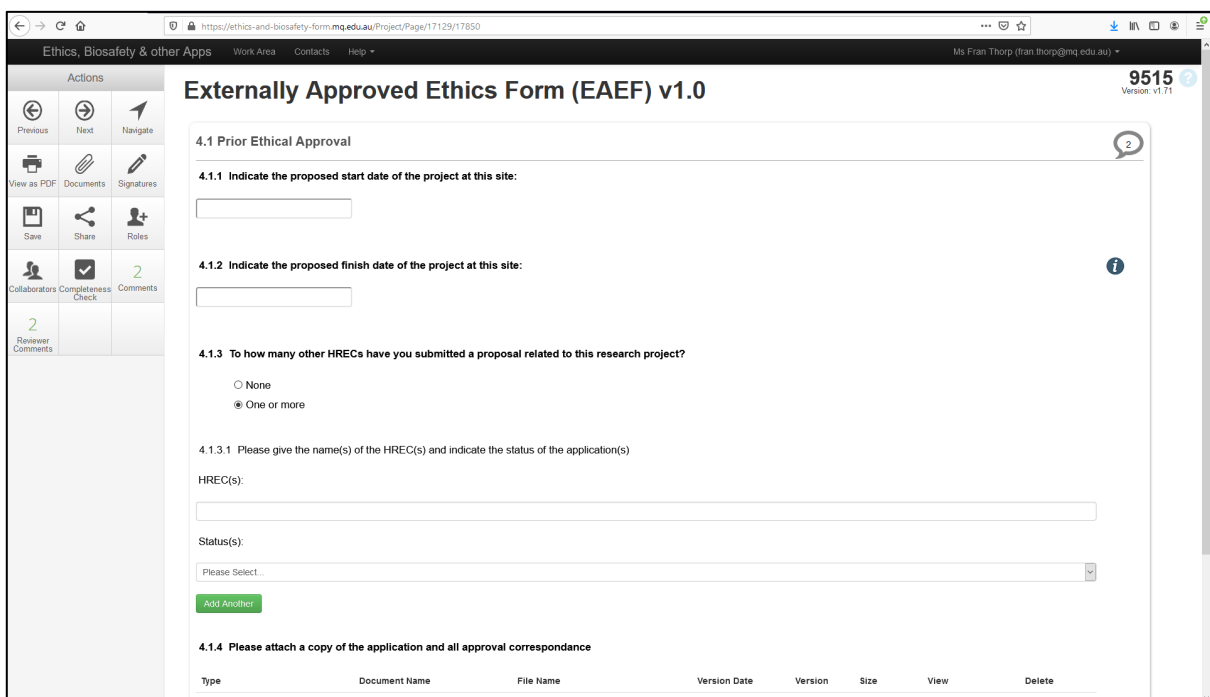 https://ethics-and-biosafety-form.mq.edu.au/Project/Page/17129/17850
Ethics, Biosafety & other Apps Work Area Contacts Help Ms Fran Thorp (fran.thorp@mq.edu.au)
Actions
Previous Next Navigate
View as PDF Documents Signatures
Save Share Roles
2
Collaborators Completeness Check Comments
2
Reviewer Comments
Externally Approved Ethics Form (EAEF) v1.0
9515
Version: v1.71
4.1 Prior Ethical Approval
2
4.1.1 Indicate the proposed start date of the project at this site:
4.1.2 Indicate the proposed finish date of the project at this site:
4.1.3 To how many other HRECs have you submitted a proposal related to this research project?
None
One or more
4.1.3.1 Please give the name(s) of the HREC(s) and indicate the status of the application(s)
HREC(s):
Status(s):
Please Select...
Add Another
4.1.4 Please attach a copy of the application and all approval correspondance
Type Document Name File Name Version Date Version Size View Delete